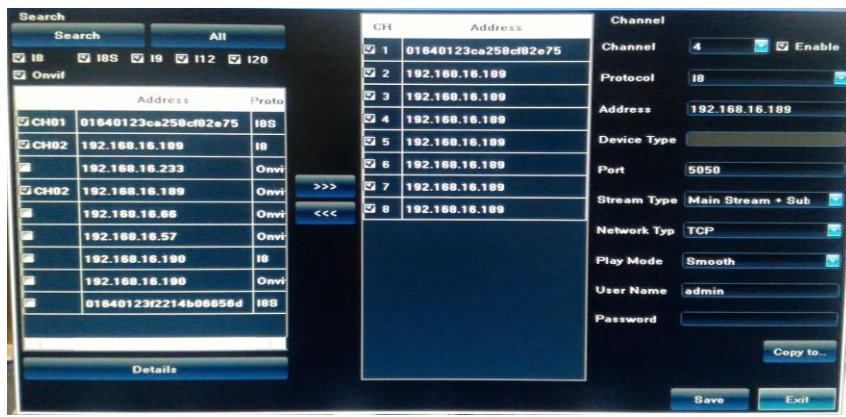 Search
Search All
I8 I8S I9 I12 I20
Onvif
Address Proto
CH01 01640123ca258cf82e75 I8S
CH02 192.168.16.189 I8
192.168.16.233 Onvi
CH02 192.168.16.189 Onvi
192.168.16.66 Onvi
192.168.16.57 Onvi
192.168.16.190 I8
192.168.16.190 Onvi
01640123f2214b06656d I8S
Details
>>>
<<<
CH Address
1 01640123ca258cf82e75
2 192.168.16.189
3 192.168.16.189
4 192.168.16.189
5 192.168.16.189
6 192.168.16.189
7 192.168.16.189
8 192.168.16.189
Channel
Channel 4 Enable
Protocol I8
Address 192.168.16.189
Device Type
Port 5050
Stream Type Main Stream + Sub
Network Typ TCP
Play Mode Smooth
User Name admin
Password
Copy to..
Save Exit